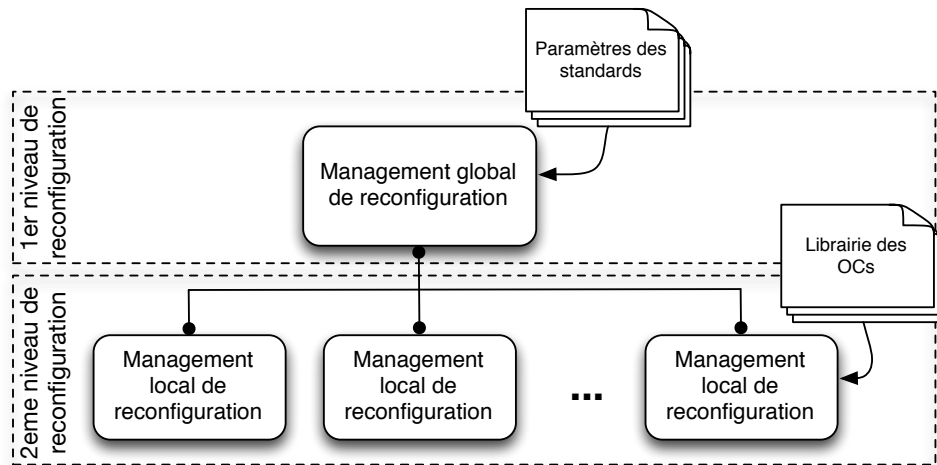 Paramètres des
standards
1er niveau de
reconfiguration
Management global
de reconfiguration
Librairie des
OCs
2eme niveau de
reconfiguration
Management
local de
reconfiguration
Management
local de
reconfiguration
...
Management
local de
reconfiguration